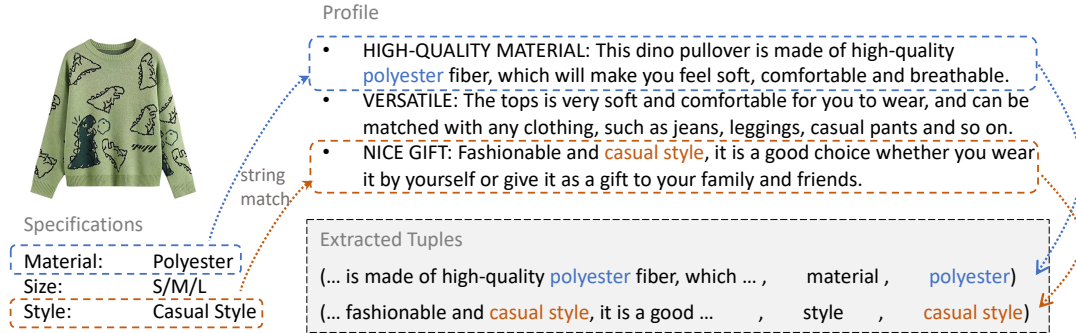 Profile
• HIGH-QUALITY MATERIAL: This dino pullover is made of high-quality
polyester fiber, which will make you feel soft, comfortable and breathable.
• VERSATILE: The tops is very soft and comfortable for you to wear, and can be
matched with any clothing, such as jeans, leggings, casual pants and so on.
• NICE GIFT: Fashionable and casual style, it is a good choice whether you wear
it by yourself or give it as a gift to your family and friends.
string
match
Specifications
Material: Polyester
Size: S/M/L
Style: Casual Style
Extracted Tuples
(... is made of high-quality polyester fiber, which ... , material , polyester)
(... fashionable and casual style, it is a good ... , style , casual style)